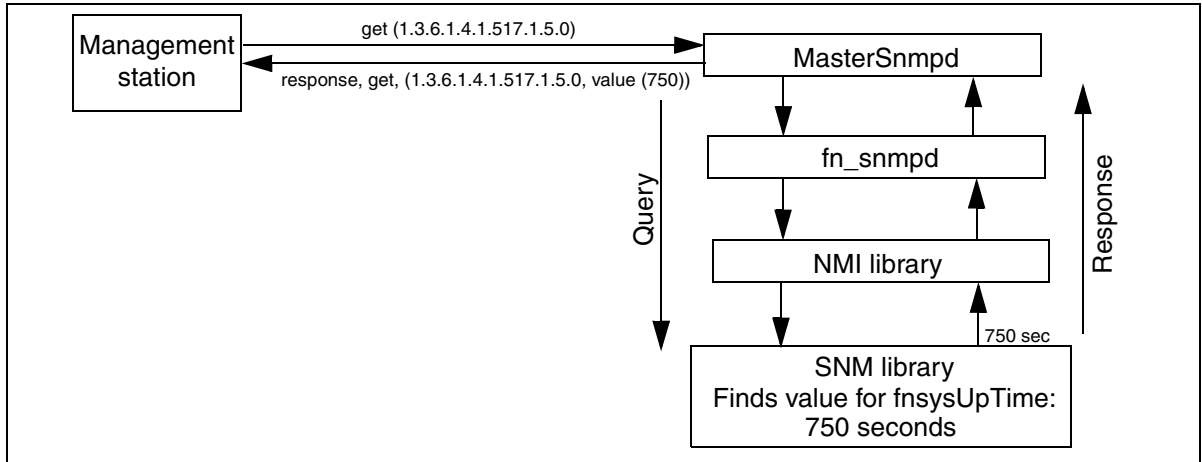 get (1.3.6.1.4.1.517.1.5.0)
Management
station
MasterSnmpd
response, get, (1.3.6.1.4.1.517.1.5.0, value (750))
fn_snmpd
Query
Response
NMI library
750 sec
SNM library
Finds value for fnsysUpTime:
750 seconds